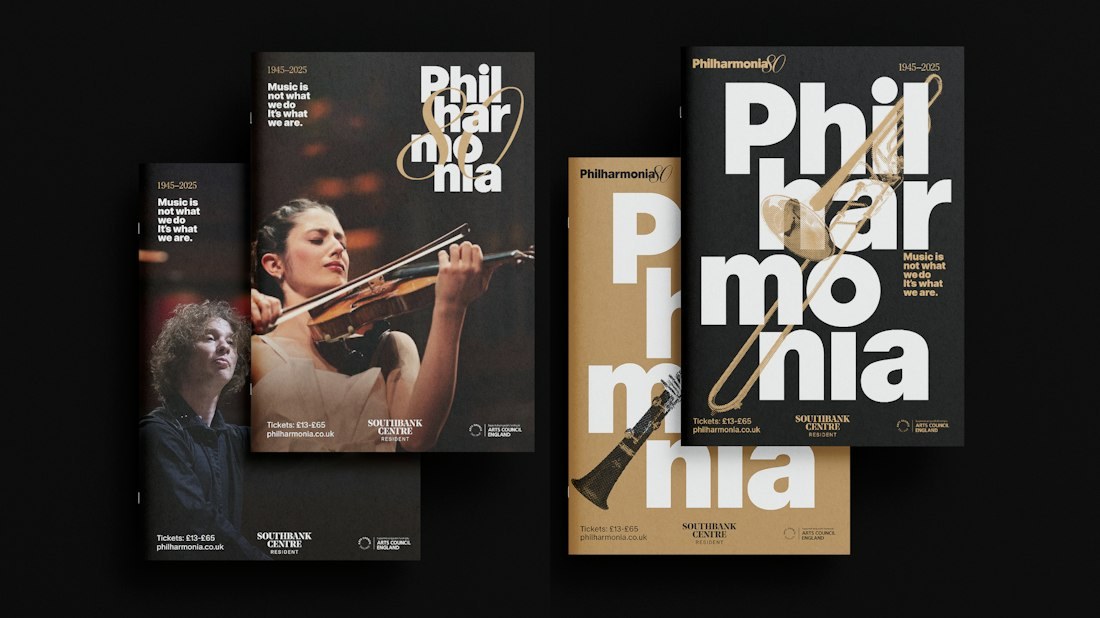 1945–2025
Music is
not what
we do
It's what
we are.
Phil
har
mo
nia
80
Tickets: £13-£65
philharmonia.co.uk
SOUTHBANK
CENTRE
RESIDENT
ARTS COUNCIL
ENGLAND
1945–2025
Music is
not what
we do
It's what
we are.
Tickets: £13-£65
philharmonia.co.uk
SOUTHBANK
CENTRE
RESIDENT
ARTS COUNCIL
ENGLAND
Philharmonia80
1945–2025
Phil
har
mo
nia
Music is
not what
we do
It's what
we are.
Tickets: £13-£65
philharmonia.co.uk
SOUTHBANK
CENTRE
RESIDENT
ARTS COUNCIL
ENGLAND
Philharmonia80
P
h
m
nia
Tickets: £13-£65
philharmonia.co.uk
SOUTHBANK
CENTRE
RESIDENT
ARTS COUNCIL
ENGLAND